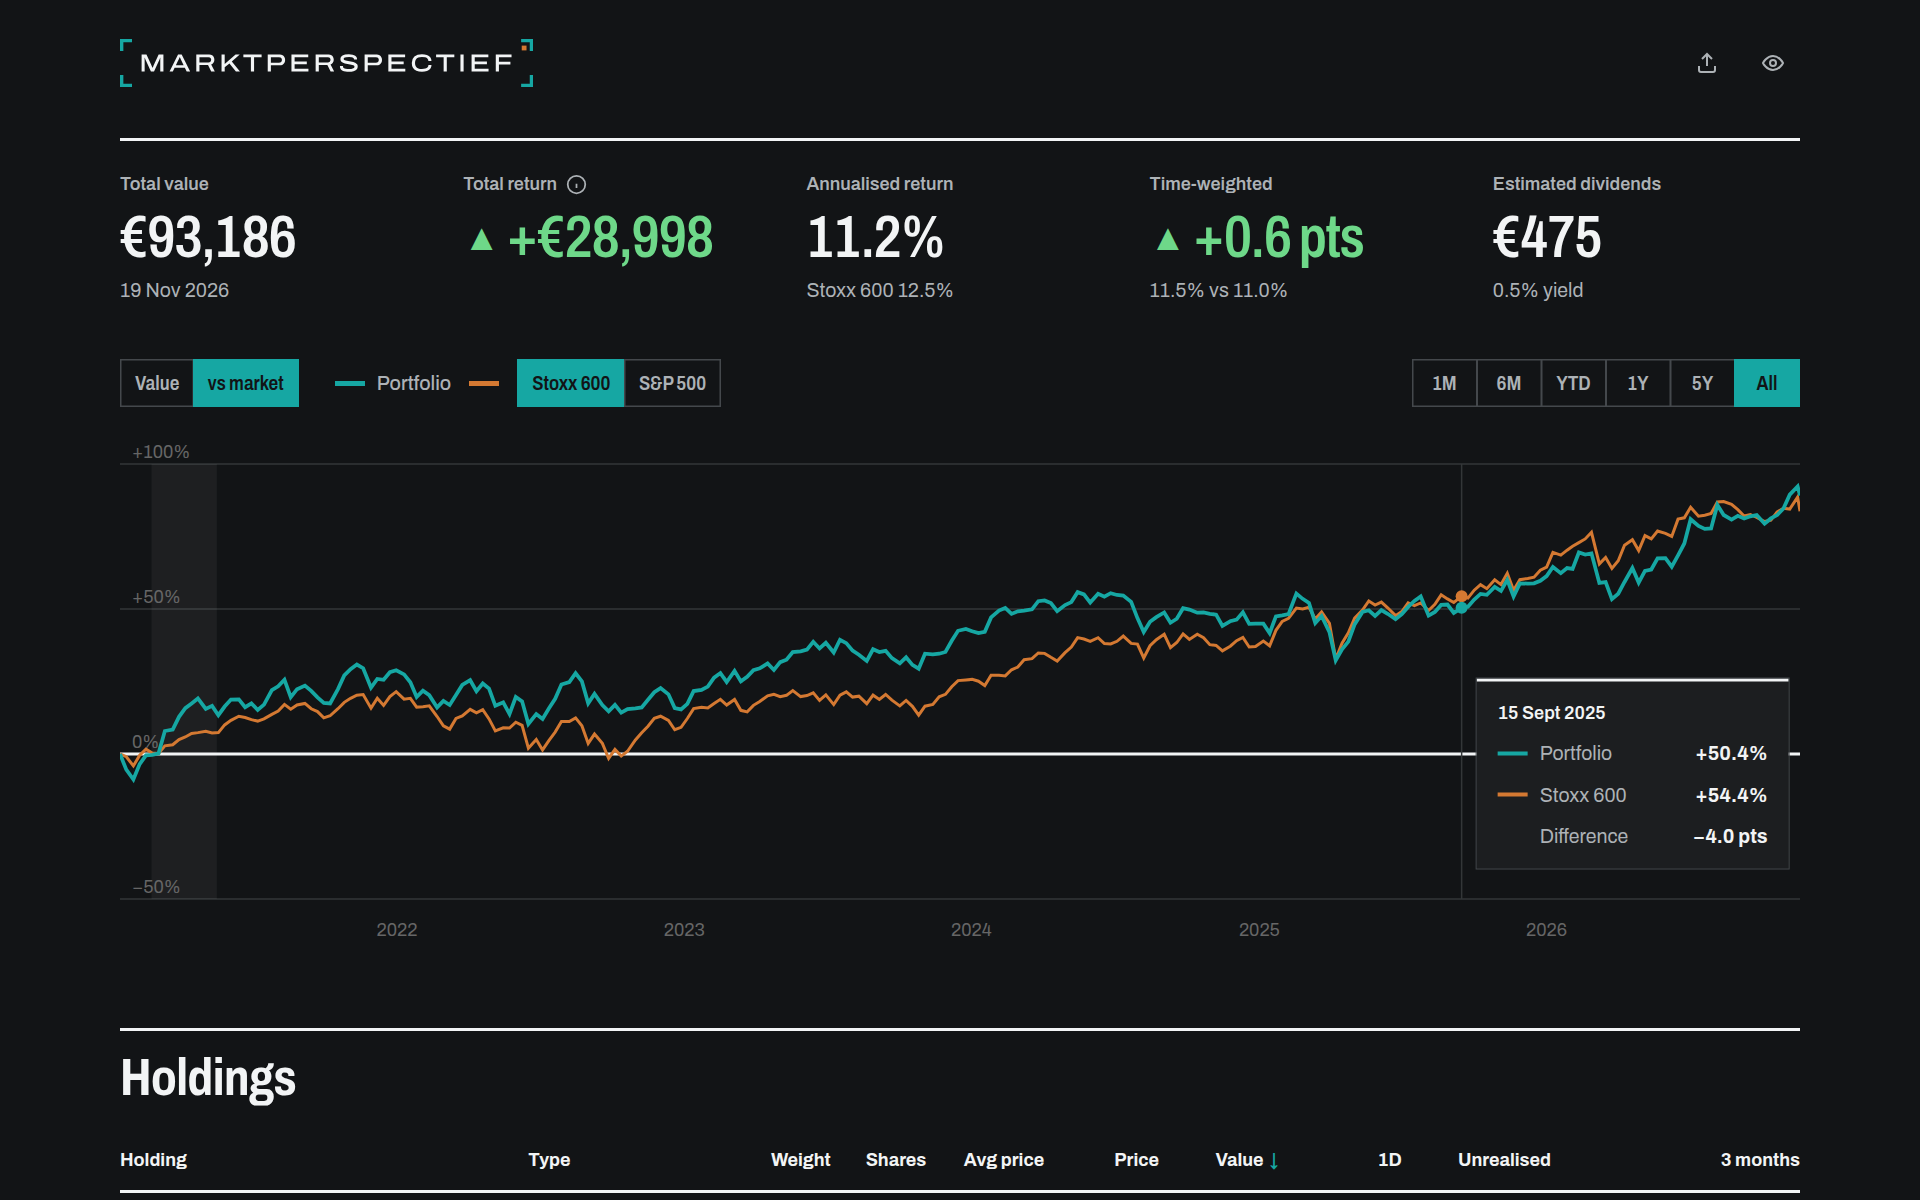 MARKTPERSPECTIEF
Total value
€93,186
19 Nov 2026
Total return
▲ +€28,998
Annualised return
11.2%
Stoxx 600 12.5%
Time-weighted
▲ +0.6 pts
11.5% vs 11.0%
Estimated dividends
€475
0.5% yield
Value vs market Portfolio Stoxx 600 S&P 500 1M 6M YTD 1Y 5Y All
+100%
+50%
0%
−50%
15 Sept 2025
Portfolio +50.4%
Stoxx 600 +54.4%
Difference −4.0 pts
2022 2023 2024 2025 2026
Holdings
Holding Type Weight Shares Avg price Price Value ↓ 1D Unrealised 3 months